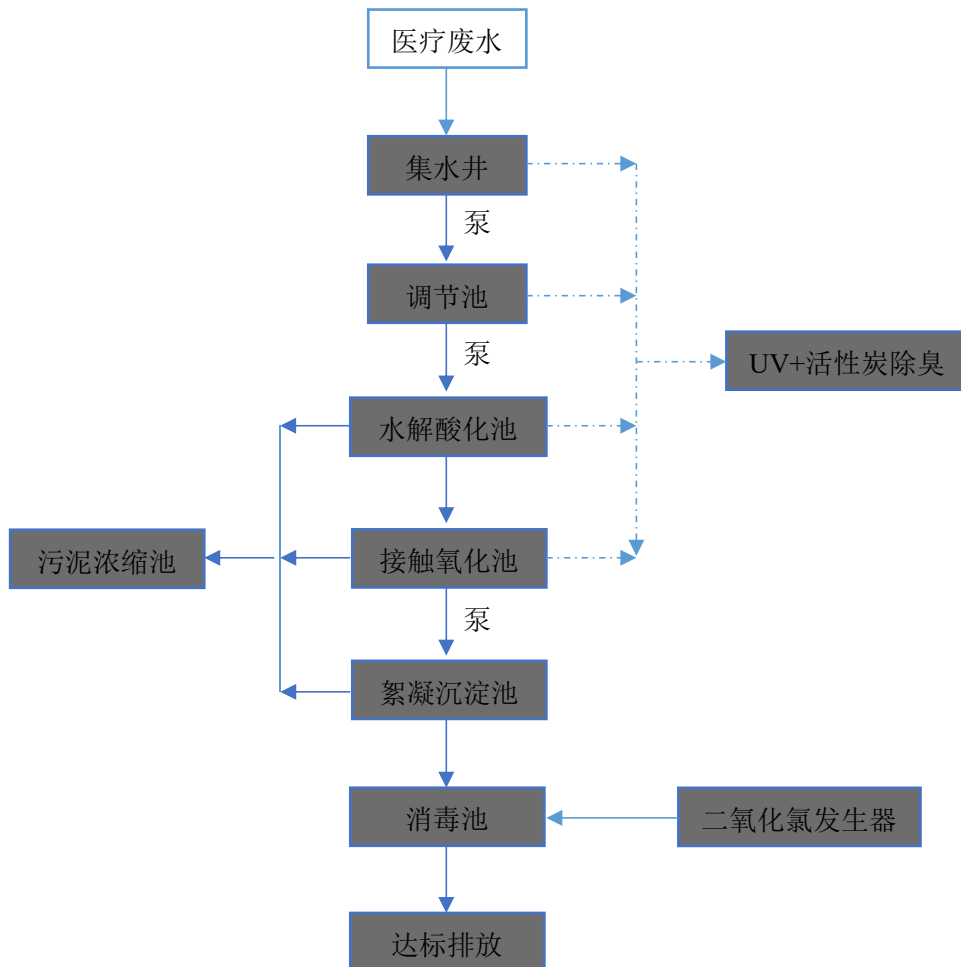 医疗废水
集水井
泵
调节池
泵
UV+活性炭除臭
水解酸化池
污泥浓缩池
接触氧化池
泵
絮凝沉淀池
消毒池
二氧化氯发生器
达标排放